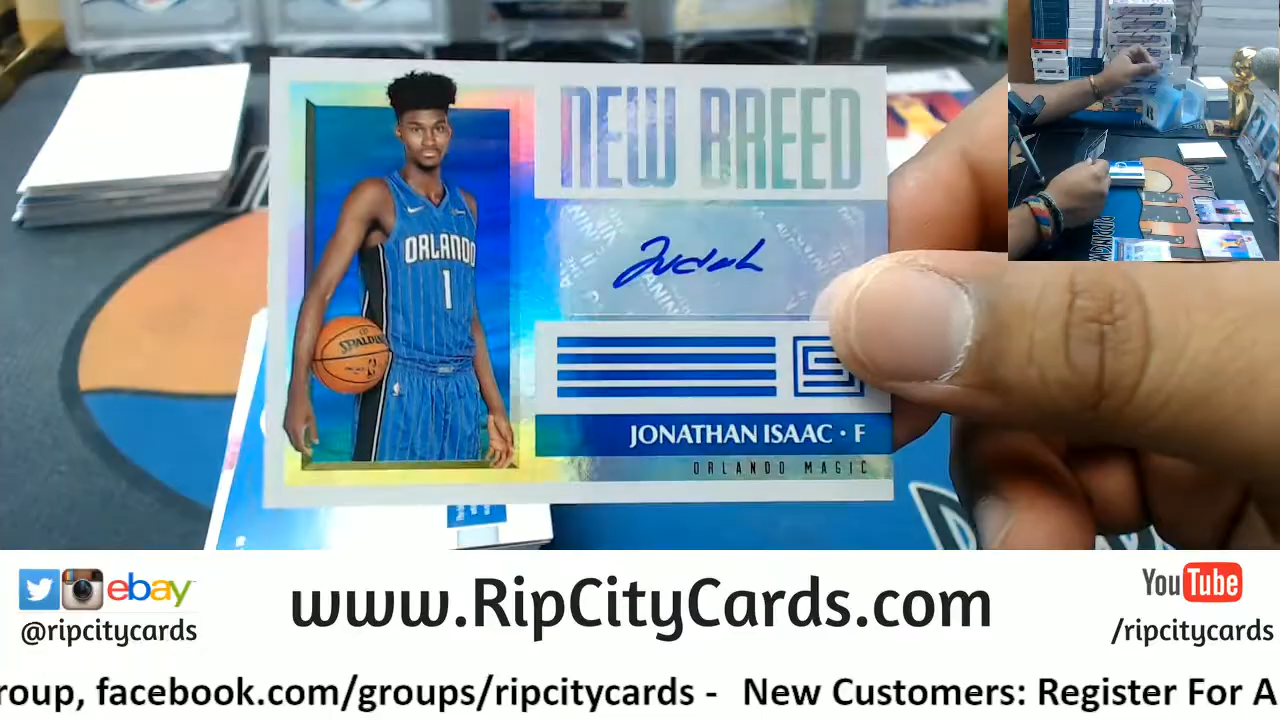 NEW BREED
ORLANDO
1
SPALDING
JONATHAN ISAAC · F
ORLANDO MAGIC
ebay
@ripcitycards
www.RipCityCards.com
YouTube
/ripcitycards
roup, facebook.com/groups/ripcitycards - New Customers: Register For A